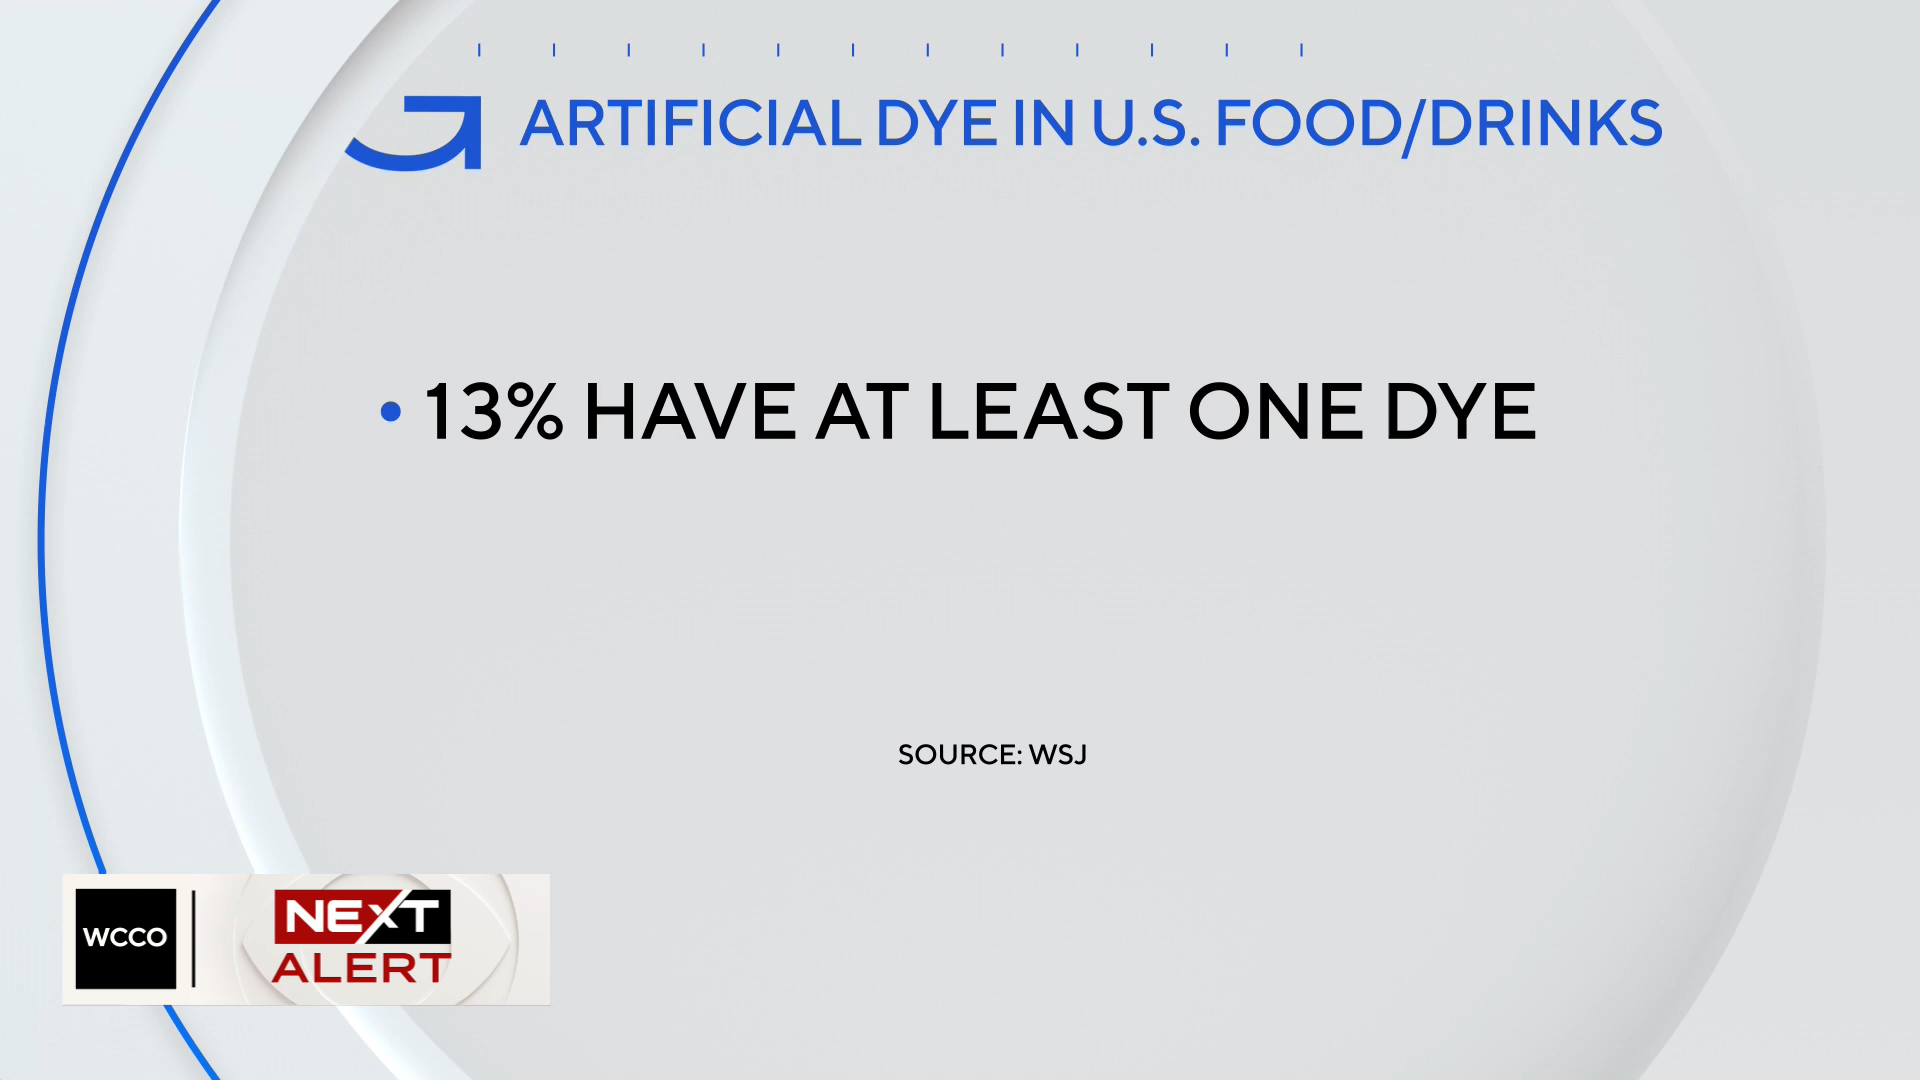 ARTIFICIAL DYE IN U.S. FOOD/DRINKS
• 13% HAVE AT LEAST ONE DYE
SOURCE: WSJ
WCCO
NEXT
ALERT